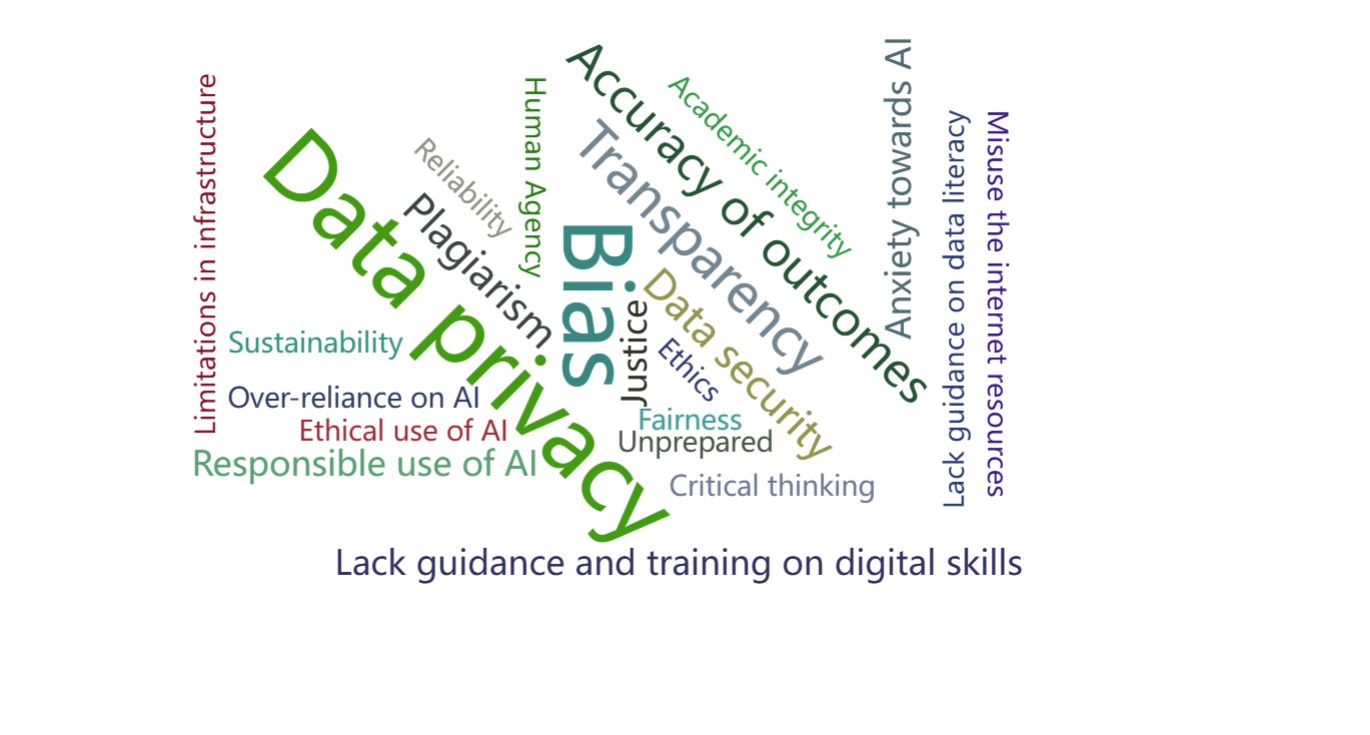 Limitations in infrastructure
Data privacy
Reliability
Plagiarism
Human Agency
Bias
Accuracy of outcomes
Academic integrity
Transparency
Data security
Justice
Ethics
Anxiety towards AI
Lack guidance on data literacy
Misuse the internet resources
Sustainability
Over-reliance on AI
Ethical use of AI
Responsible use of AI
Fairness
Unprepared
Critical thinking
Lack guidance and training on digital skills